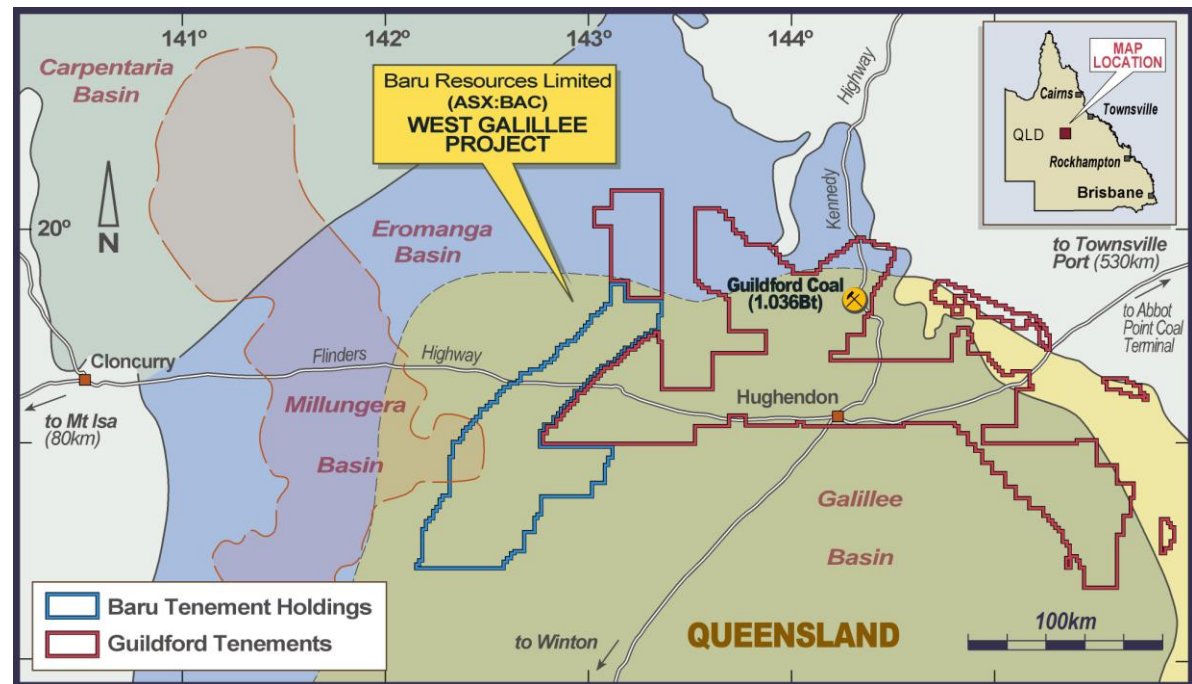 141º
142º
143º
144º
20º
Carpentaria
Basin
Baru Resources Limited
(ASX:BAC)
WEST GALILLEE
PROJECT
Highway
Kennedy
MAP
LOCATION
Cairns
Townsville
QLD
Rockhampton
Brisbane
N
Eromanga
Basin
to Townsville
Port (530km)
Guildford Coal
(1.036Bt)
to Abbot
Point Coal
Terminal
Cloncurry
Flinders
Highway
to Mt Isa
(80km)
Millungera
Basin
Hughendon
Galillee
Basin
Baru Tenement Holdings
Guildford Tenements
to Winton
QUEENSLAND
100km